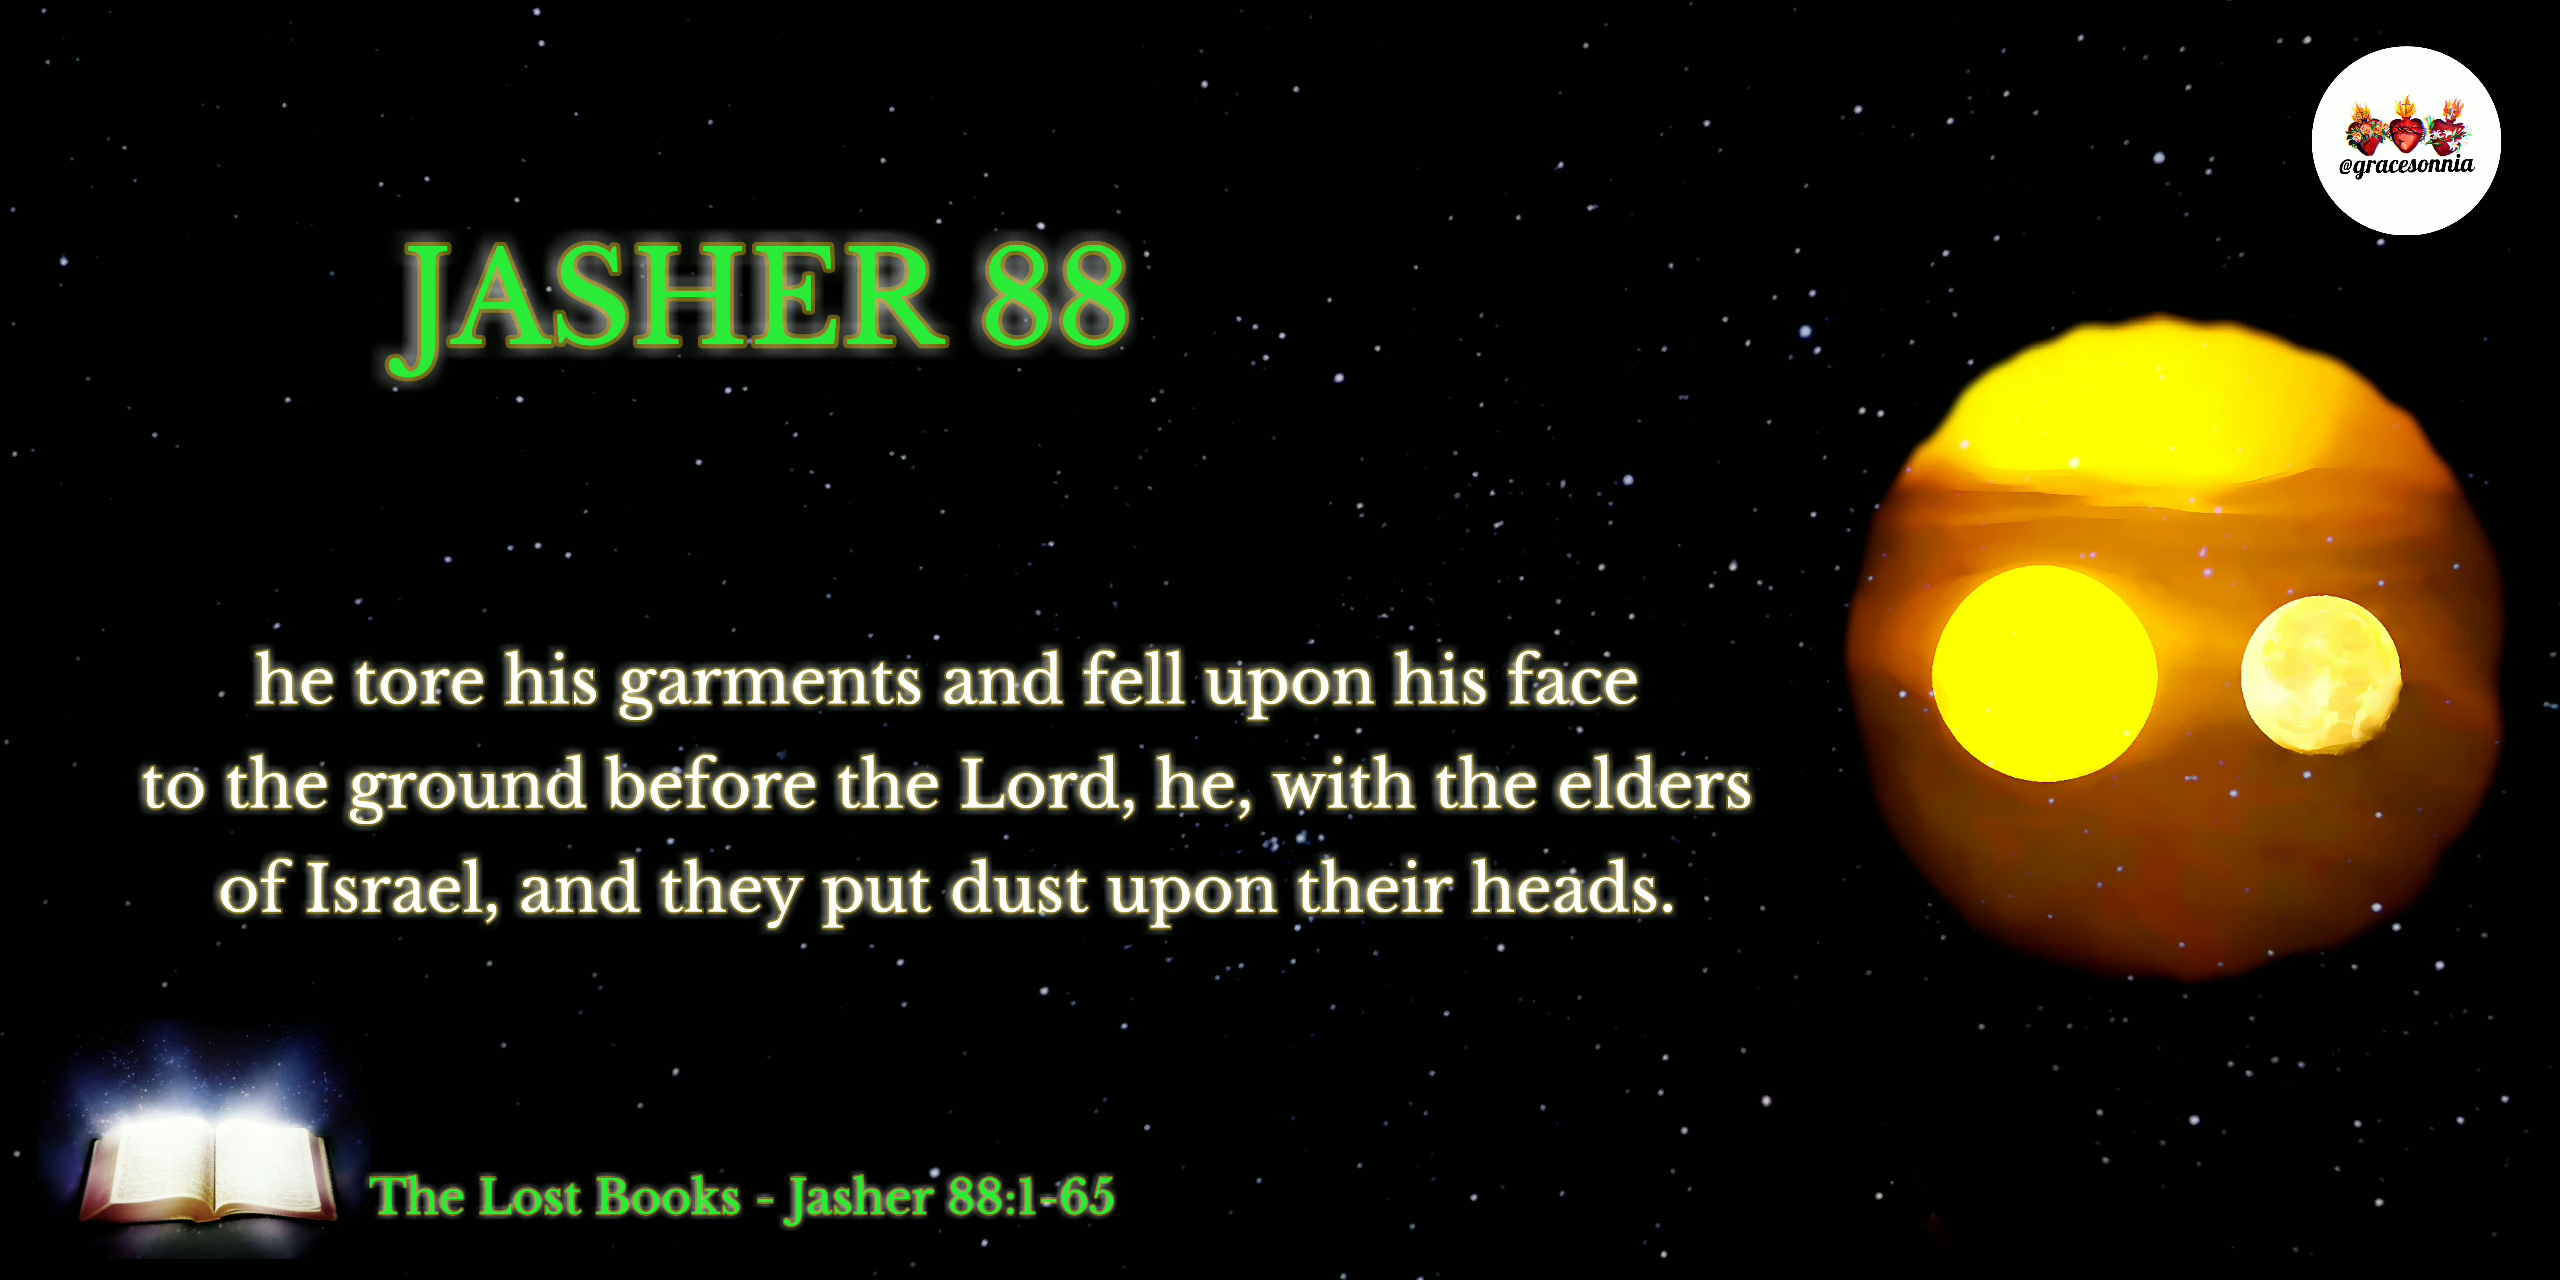 @gracesonnia
JASHER 88
he tore his garments and fell upon his face
to the ground before the Lord, he, with the elders
of Israel, and they put dust upon their heads.
The Lost Books - Jasher 88:1-65